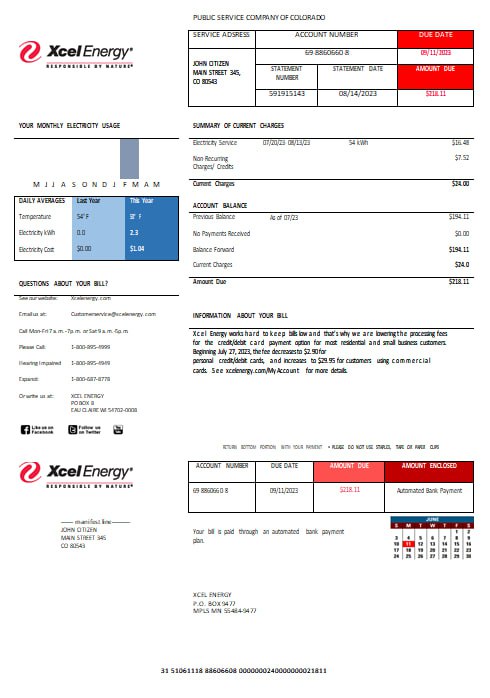 PUBLIC SERVICE COMPANY OF COLORADO
XcelEnergy®
RESPONSIBLE BY NATURE®
SERVICE ADSRESS ACCOUNT NUMBER DUE DATE
69-8860660-8 09/11/2023
JOHN CITIZEN
MAIN STREET 345,
CO 80543
STATEMENT NUMBER STATEMENT DATE AMOUNT DUE
591915143 08/14/2023 $218.11
YOUR MONTHLY ELECTRICITY USAGE
M J J A S O N D J F M A M
DAILY AVERAGES Last Year This Year
Temperature 54° F
Electricity kWh 0.0 2.3
Electricity Cost $0.00 $1.04
SUMMARY OF CURRENT CHARGES
Electricity Service 07/20/23 08/13/23 54 kWh $16.48
Non Recurring Charges/ Credits $7.52
Current Charges $24.00
ACCOUNT BALANCE
Previous Balance As of 07/23 $194.11
No Payments Received $0.00
Balance Forward $194.11
Current Charges $24.0
Amount Due $218.11
QUESTIONS ABOUT YOUR BILL?
See our website: Xcelenergy.com
Email us at: Customerservice@xcelenergy.com
Call Mon-Fri 7 a.m.-7p.m. or Sat 9 a.m.-5p.m
Please Call: 1-800-895-4999
Hearing Impaired 1-800-895-4949
Espanol: 1-800-687-8778
Or write us at: XCEL ENERGY
PO BOX 8
EAU CLAIRE WI 54702-0008
Like us on Facebook
Follow us on Twitter
You Tube
INFORMATION ABOUT YOUR BILL
Xcel Energy works hard to keep bills low and that's why we are lowering the processing fees
for the credit/debit card payment option for most residential and small business customers.
Beginning July 27, 2023, the fee decreases to $2.90 for
personal credit/debit cards, and increases to $29.95 for customers using commercial
cards. See xcelenergy.com/MyAccount for more details.
RETURN BOTTOM PORTION WITH YOUR PAYMENT • PLEASE DO NOT USE STAPLES, TAPE OR PAPER CLIPS
XcelEnergy®
RESPONSIBLE BY NATURE®
ACCOUNT NUMBER DUE DATE AMOUNT DUE AMOUNT ENCLOSED
69-8860660-8 09/11/2023 $218.11 Automated Bank Payment
------ manifest line---------
JOHN CITIZEN
MAIN STREET 345
CO 80543
Your bill is paid through an automated bank payment
plan.
JUNE
S M T W T F S
1 2
3 4 5 6 7 8 9
10 11 12 13 14 15 16
17 18 19 20 21 22 23
24 25 26 27 28 29 30
XCEL ENERGY
P.O. BOX 9477
MPLS MN 55484-9477
31 51061118 88606608 0000000240000000021811